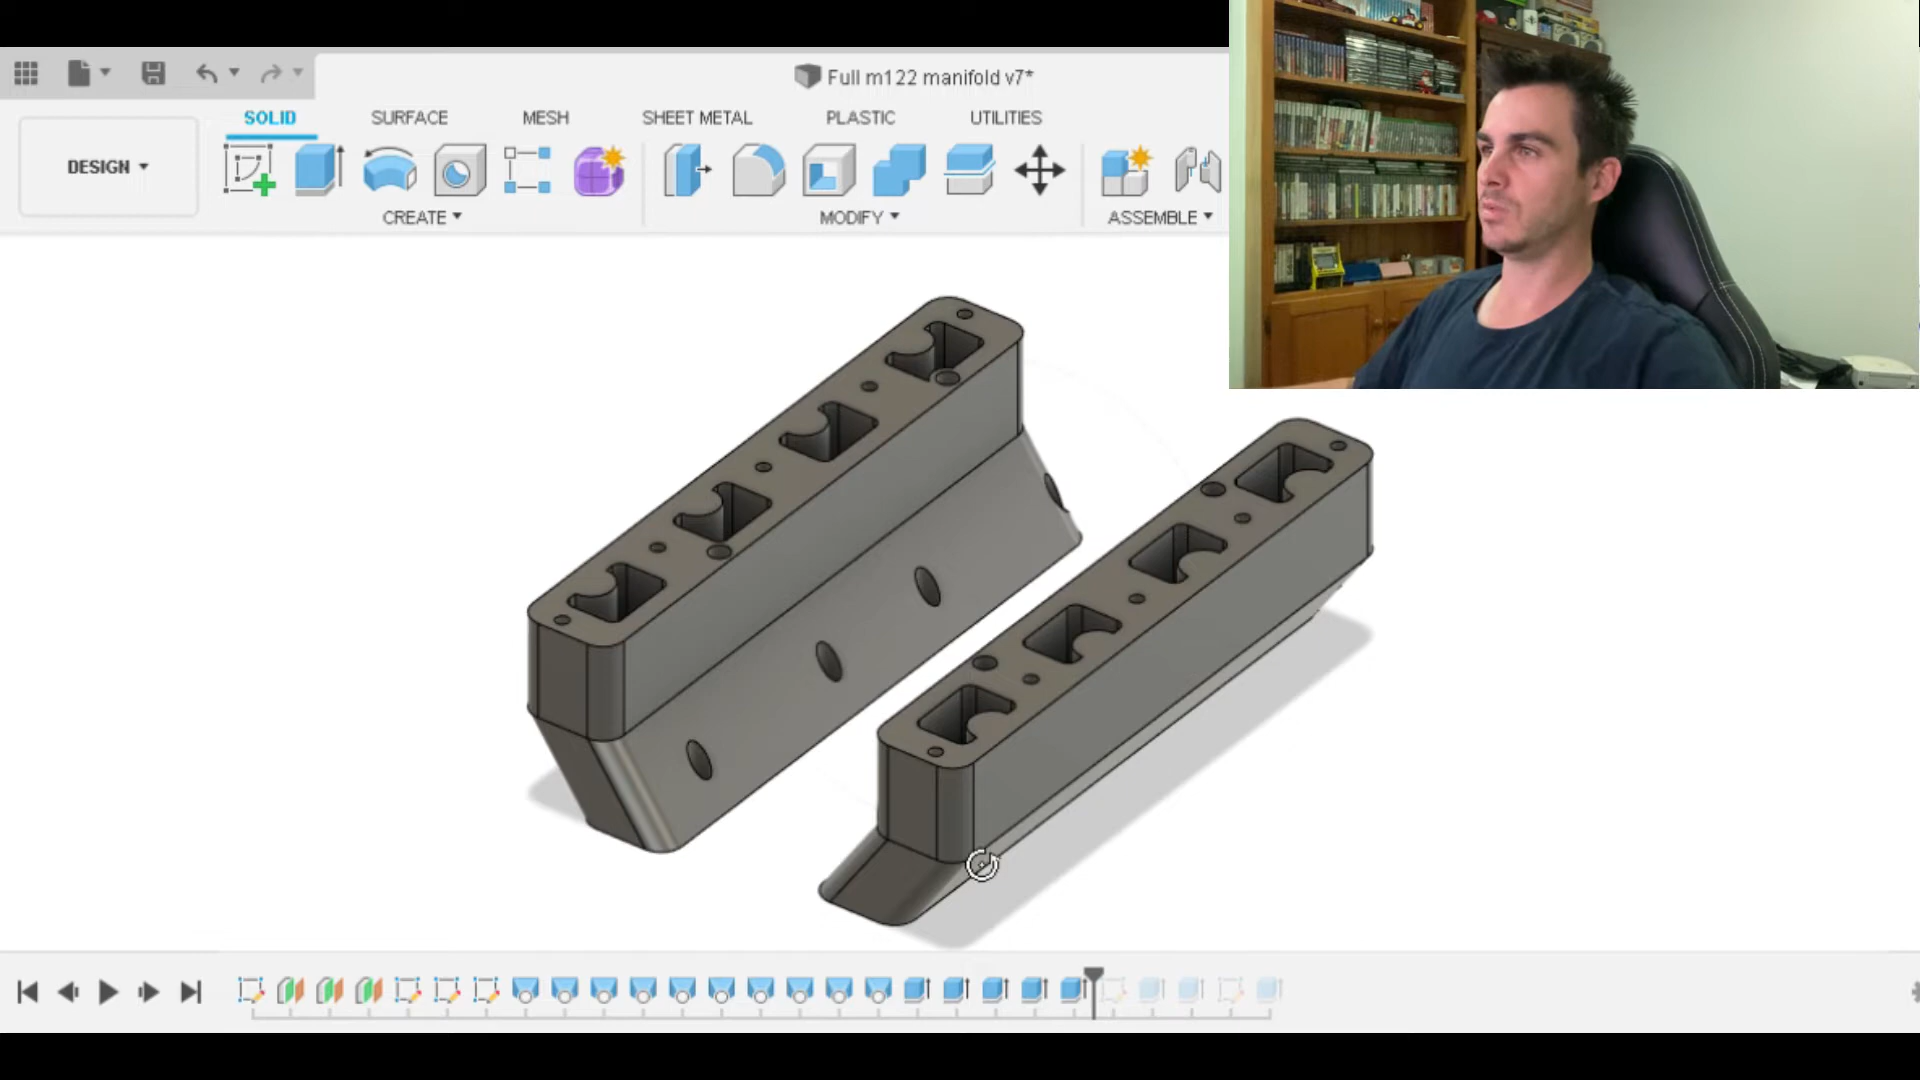 Full m122 manifold v7*
SOLID SURFACE MESH SHEET METAL PLASTIC UTILITIES
DESIGN
CREATE MODIFY ASSEMBLE